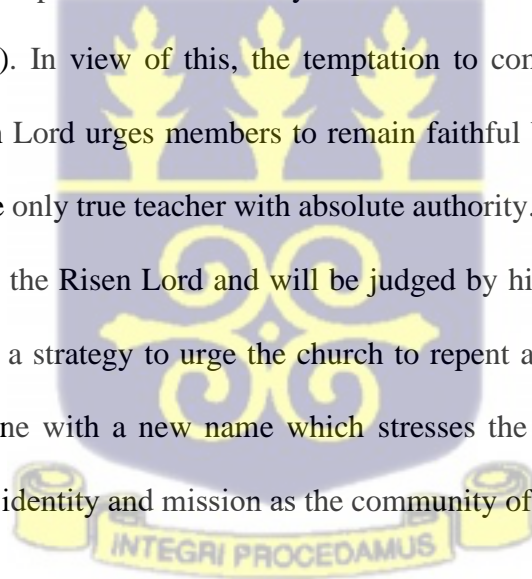 ). In view of this, the temptation to con
Lord urges members to remain faithful
only true teacher with absolute authority.
the Risen Lord and will be judged by hi
a strategy to urge the church to repent a
ne with a new name which stresses the
identity and mission as the community of
INTEGRI PROCEDAMUS